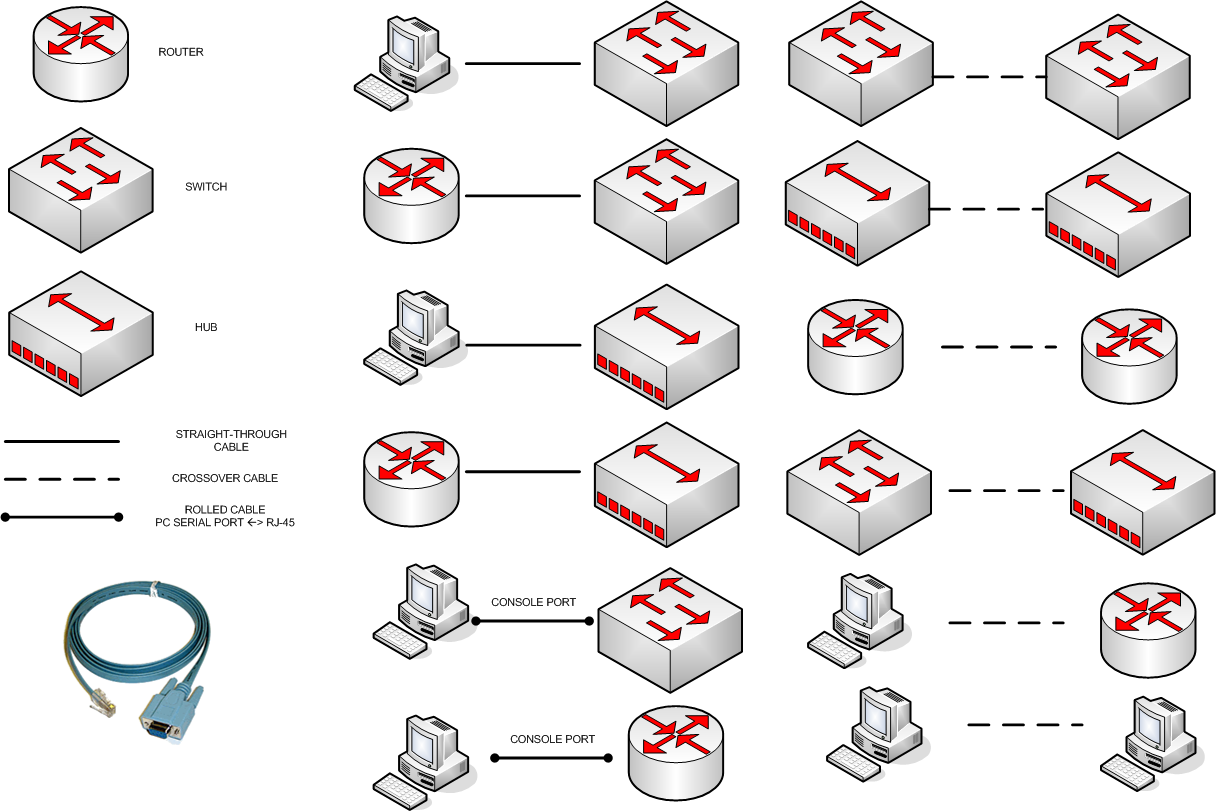 ROUTER
SWITCH
HUB
STRAIGHT-THROUGH
CABLE
CROSSOVER CABLE
ROLLED CABLE
PC SERIAL PORT <-> RJ-45
CONSOLE PORT
CONSOLE PORT